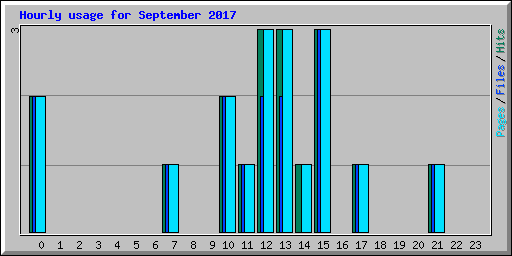 Hourly usage for September 2017
3
Pages/Files/Hits
0 1 2 3 4 5 6 7 8 9 10 11 12 13 14 15 16 17 18 19 20 21 22 23